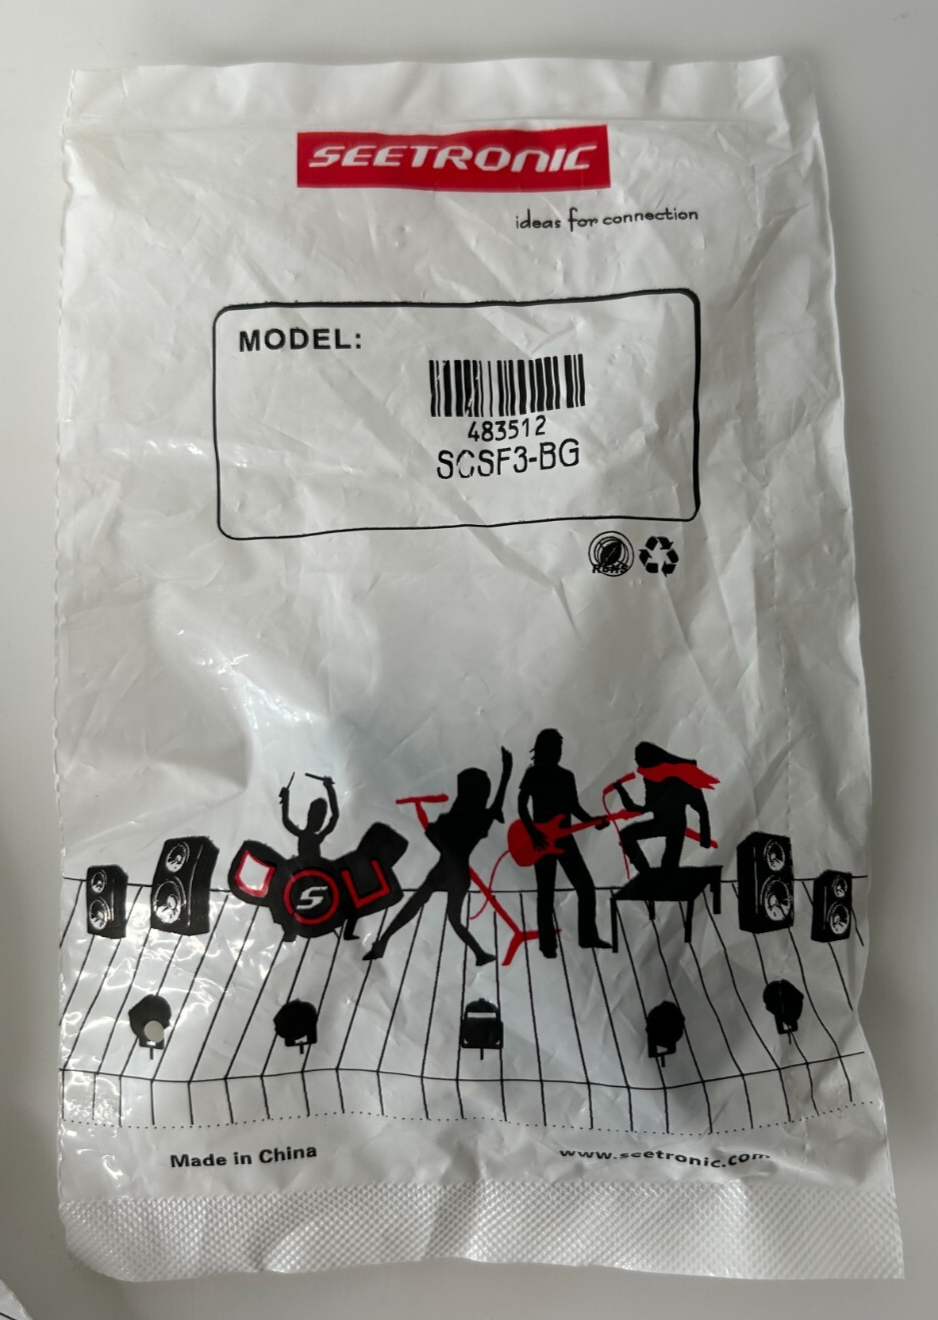 SEETRONIC
ideas for connection
MODEL:
483512
SCSF3-BG
RoHS
S
Made in China
www.seetronic.com